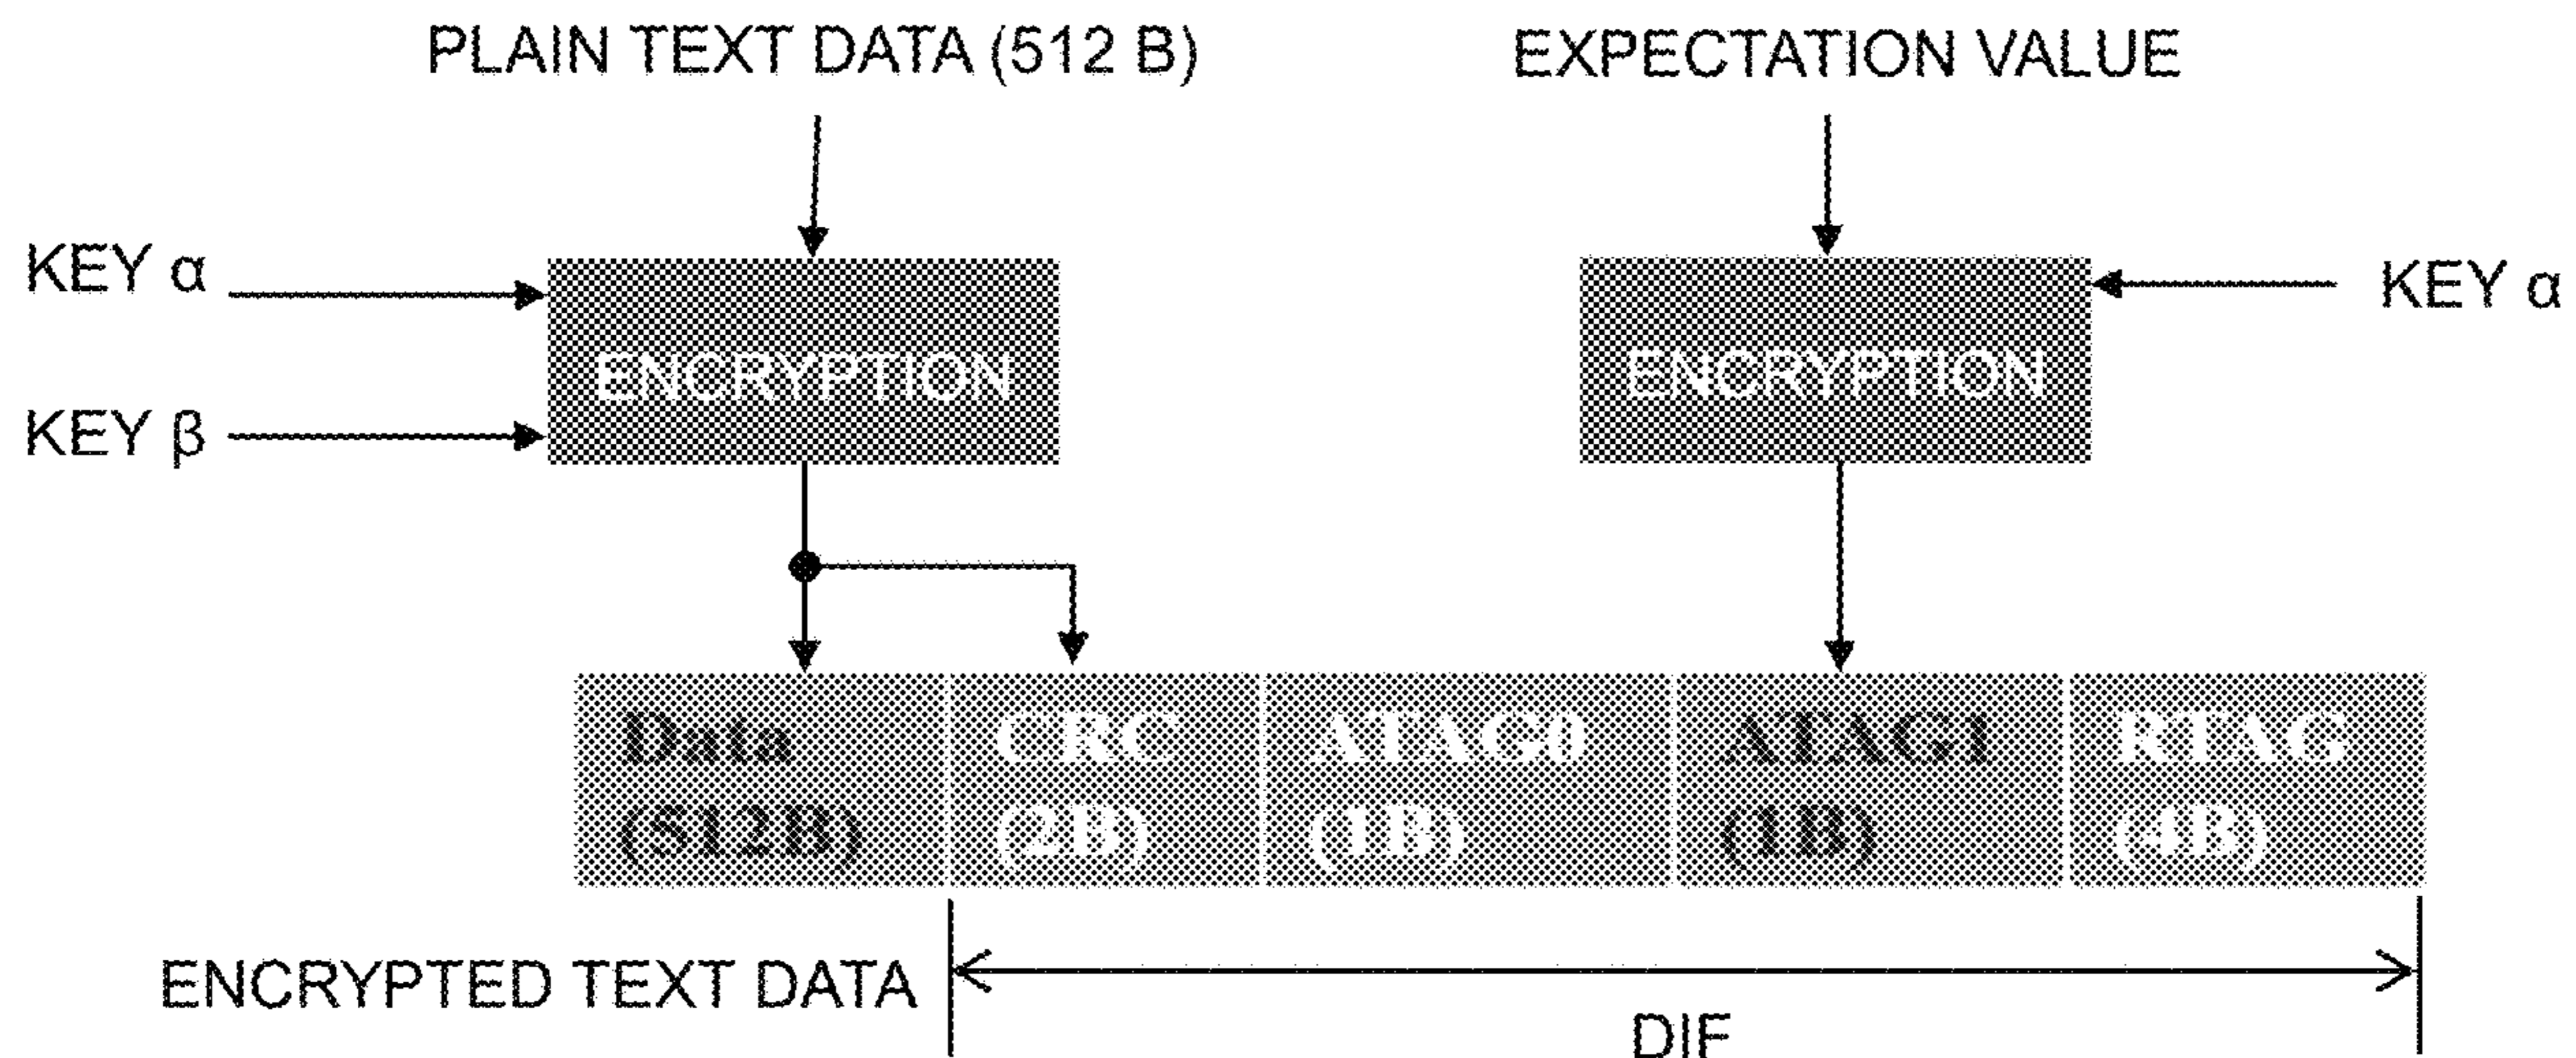 PLAIN TEXT DATA (512 B)
EXPECTATION VALUE
KEY α
KEY α
ENCRYPTION
ENCRYPTION
KEY β
Data
(512B)
CRC
(2B)
ATAG0
(1B)
ATAG1
(1B)
RTAG
(4B)
ENCRYPTED TEXT DATA
DIF